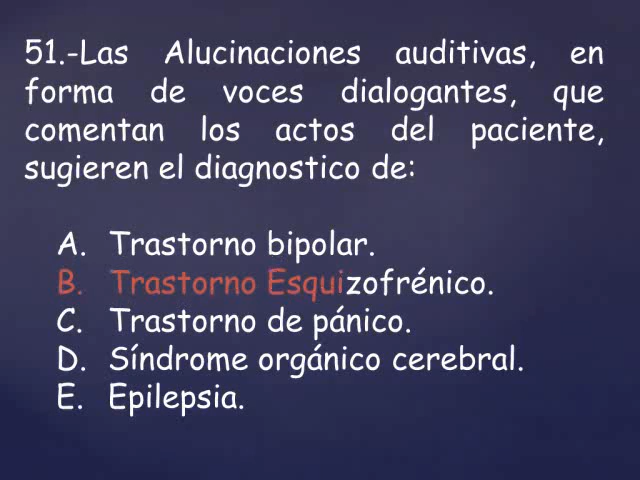 51.-Las Alucinaciones auditivas, en
forma de voces dialogantes, que
comentan los actos del paciente,
sugieren el diagnostico de:
A. Trastorno bipolar.
B. Trastorno Esquizofrénico.
C. Trastorno de pánico.
D. Síndrome orgánico cerebral.
E. Epilepsia.